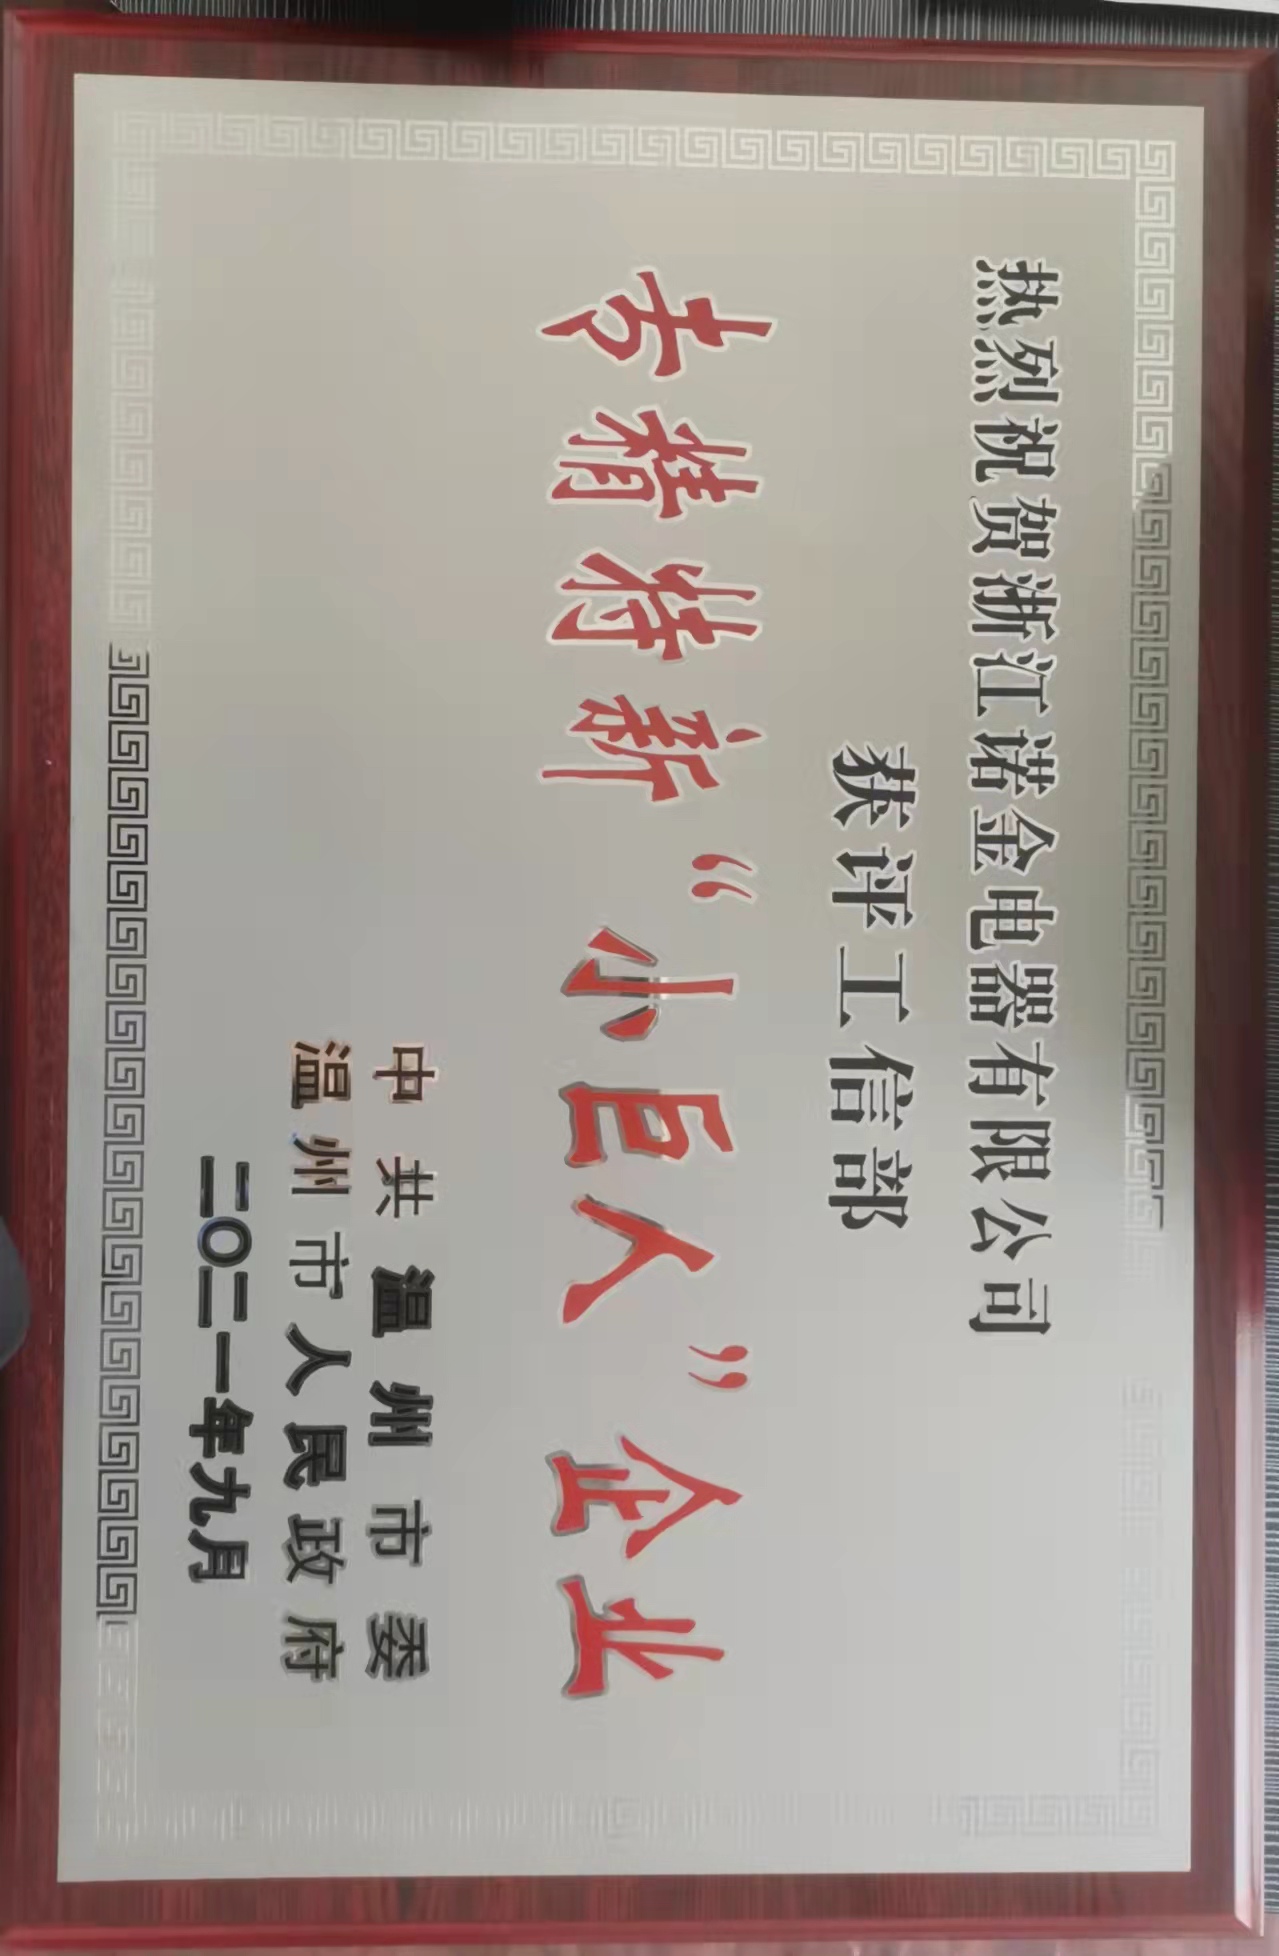 热烈祝贺浙江诺金电器有限公司
获评工信部
专精特新“小巨人”企业
中共温州市委
温州市人民政府
二〇二一年九月